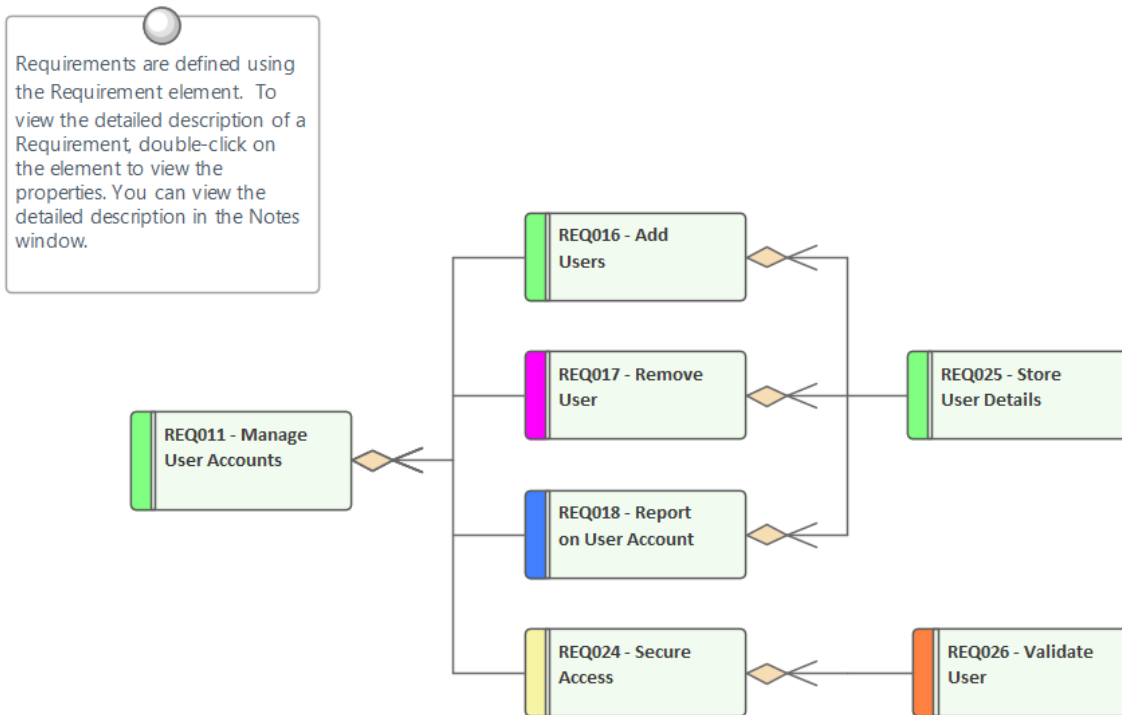 Requirements are defined using
the Requirement element. To
view the detailed description of a
Requirement, double-click on
the element to view the
properties. You can view the
detailed description in the Notes
window.
REQ016 - Add
Users
REQ017 - Remove
User
REQ025 - Store
User Details
REQ011 - Manage
User Accounts
REQ018 - Report
on User Account
REQ024 - Secure
Access
REQ026 - Validate
User